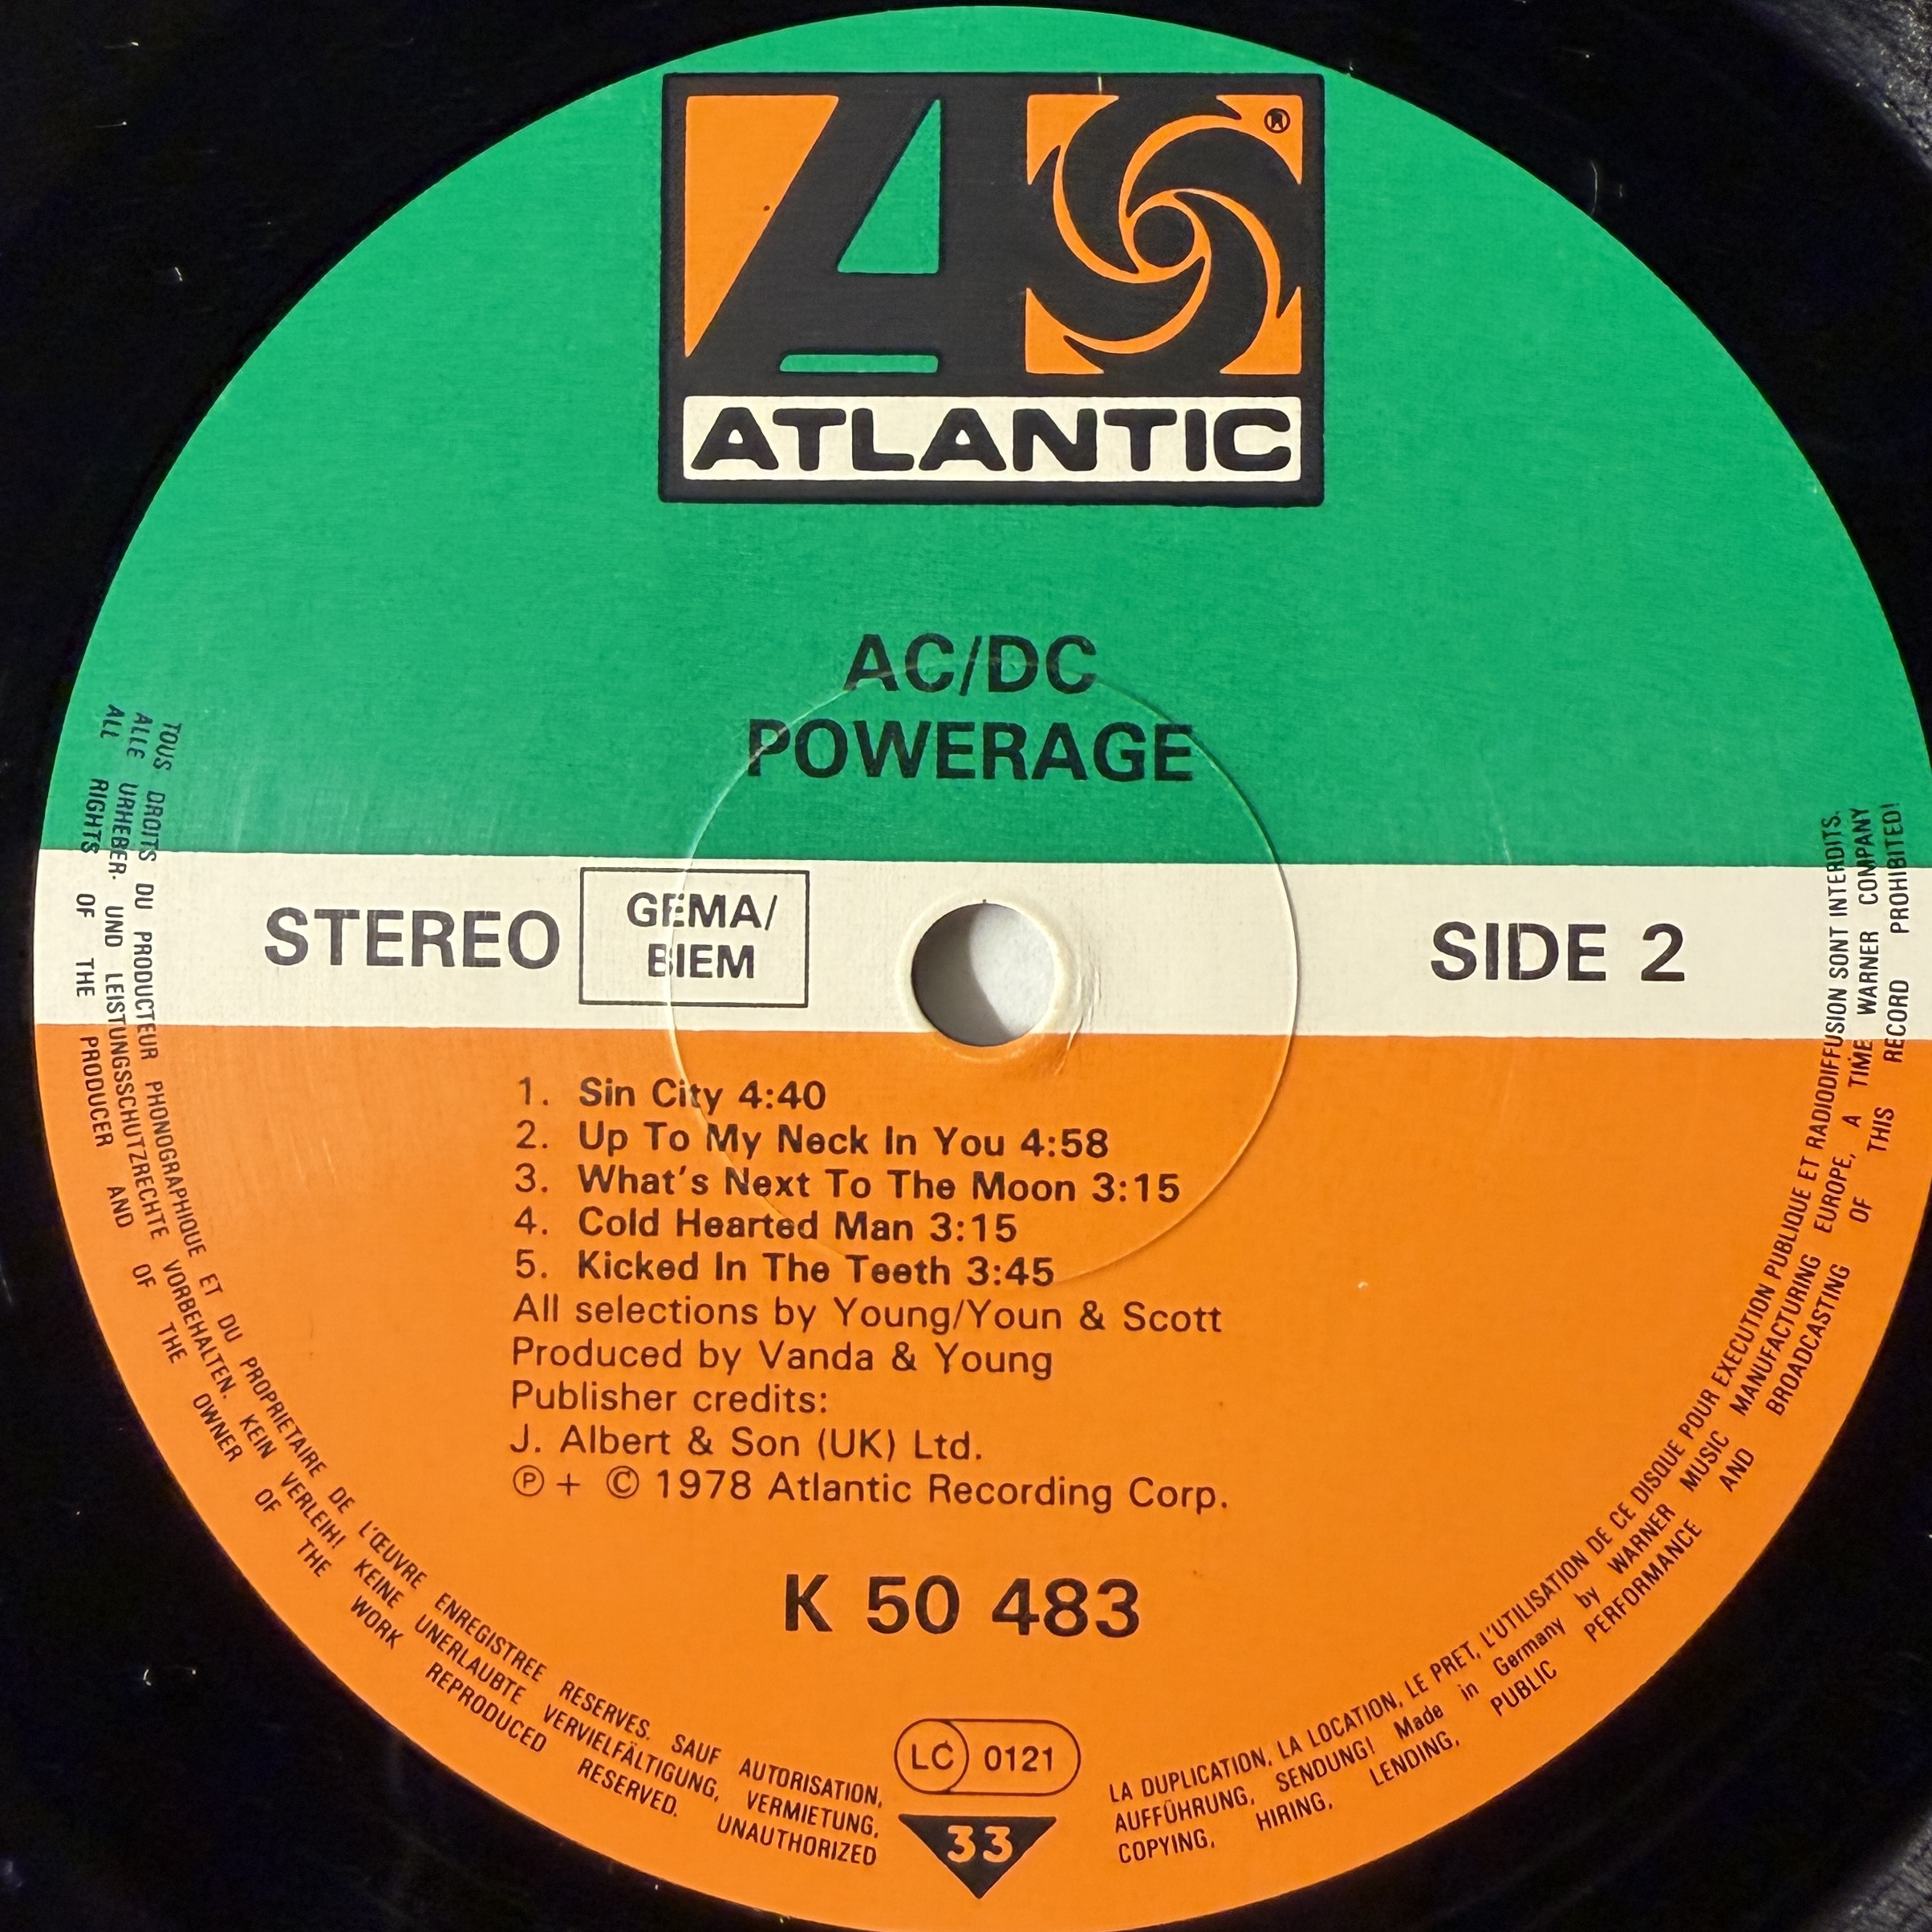 ®
ATLANTIC
AC/DC
POWERAGE
STEREO
GEMA/
BIEM
SIDE 2
1. Sin City 4:40
2. Up To My Neck In You 4:58
3. What's Next To The Moon 3:15
4. Cold Hearted Man 3:15
5. Kicked In The Teeth 3:45
All selections by Young/Youn & Scott
Produced by Vanda & Young
Publisher credits:
J. Albert & Son (UK) Ltd.
Ⓟ + © 1978 Atlantic Recording Corp.
K 50 483
LC 0121
33
TOUS DROITS DU PRODUCTEUR PHONOGRAPHIQUE ET DU PROPRIETAIRE DE L'ŒUVRE ENREGISTREE RESERVES. SAUF AUTORISATION, LA DUPLICATION, LA LOCATION, LE PRET, L'UTILISATION DE CE DISQUE POUR EXECUTION PUBLIQUE ET RADIODIFFUSION SONT INTERDITS.
ALLE URHEBER- UND LEISTUNGSSCHUTZRECHTE VORBEHALTEN. KEIN VERLEIH! KEINE UNERLAUBTE VERVIELFÄLTIGUNG, VERMIETUNG, AUFFÜHRUNG, SENDUNG! Made in Germany by WARNER MUSIC MANUFACTURING EUROPE, A TIME WARNER COMPANY
ALL RIGHTS OF THE PRODUCER AND OF THE OWNER OF THE WORK REPRODUCED RESERVED. UNAUTHORIZED COPYING, HIRING, LENDING, PUBLIC PERFORMANCE AND BROADCASTING OF THIS RECORD PROHIBITED!